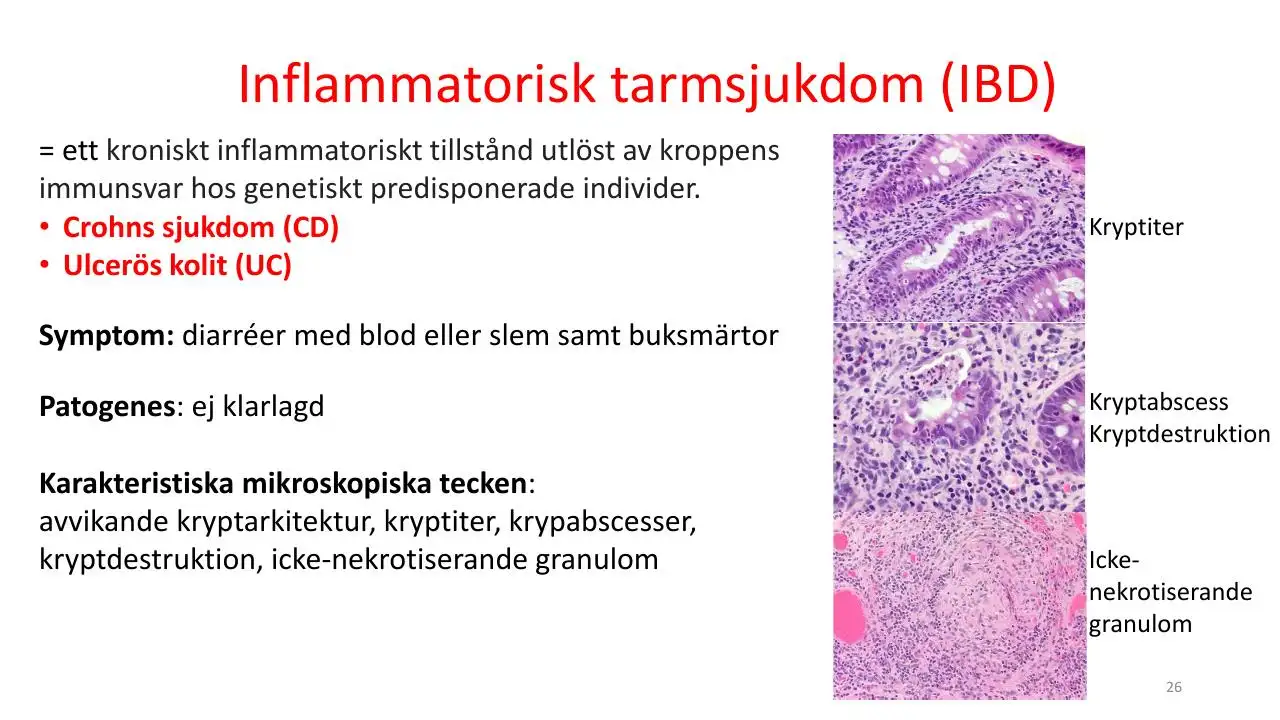 Inflammatorisk tarmsjukdom (IBD)
= ett kroniskt inflammatoriskt tillstånd utlöst av kroppens
immunsvar hos genetiskt predisponerade individer.
• Crohns sjukdom (CD)
• Ulcerös kolit (UC)
Symptom: diarréer med blod eller slem samt buksmärtor
Patogenes: ej klarlagd
Karakteristiska mikroskopiska tecken:
avvikande kryptarkitektur, kryptiter, krypabscesser,
kryptdestruktion, icke-nekrotiserande granulom
Kryptiter
Kryptabscess
Kryptdestruktion
Icke-
nekrotiserande
granulom
26